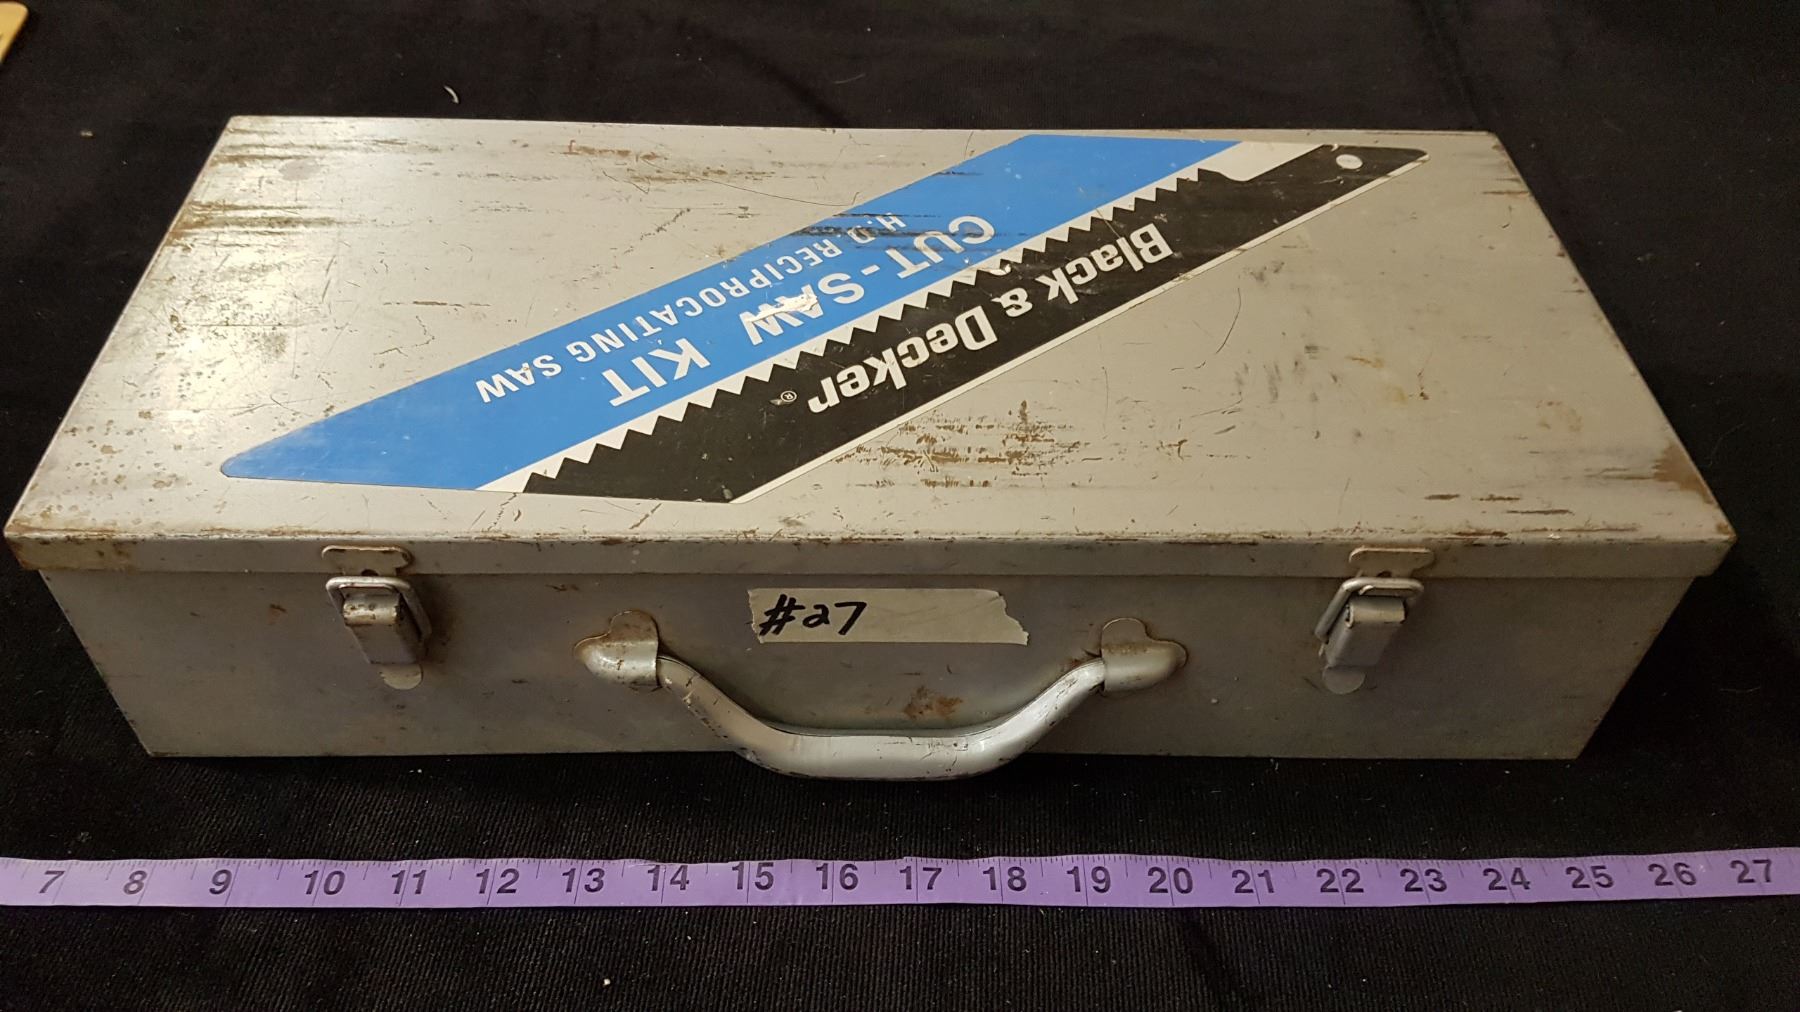 Black & Decker ®
CUT-SAW KIT
H.D. RECIPROCATING SAW
#27
7 8 9 10 11 12 13 14 15 16 17 18 19 20 21 22 23 24 25 26 27